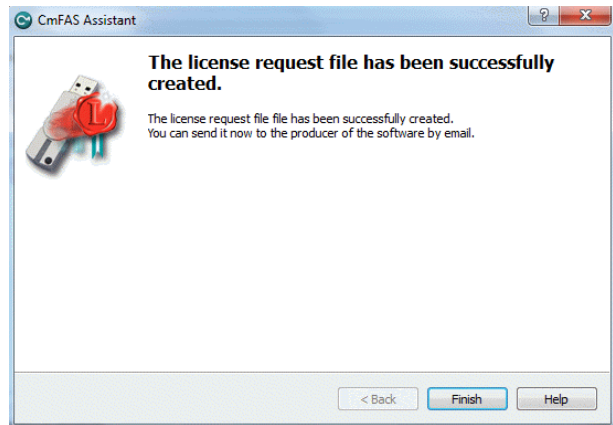 CmFAS Assistant
The license request file has been successfully
created.
The license request file file has been successfully created.
You can send it now to the producer of the software by email.
< Back
Finish
Help